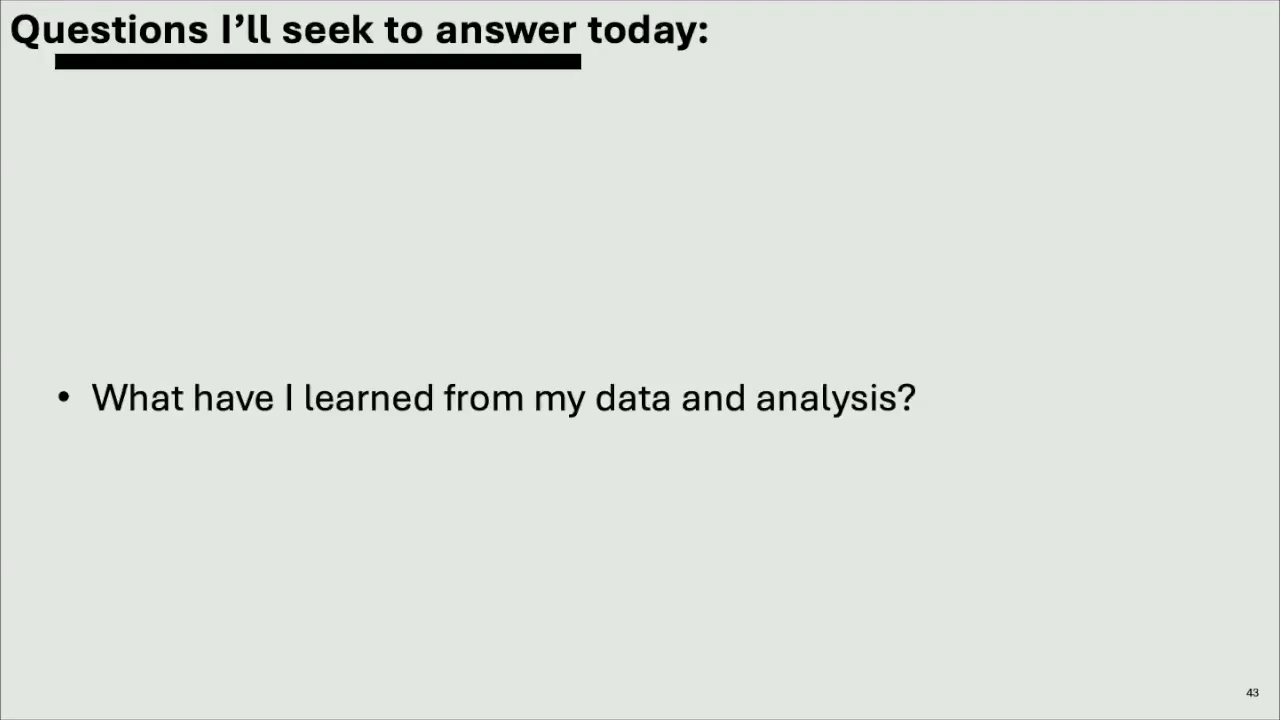 Questions I’ll seek to answer today:
• What have I learned from my data and analysis?
43